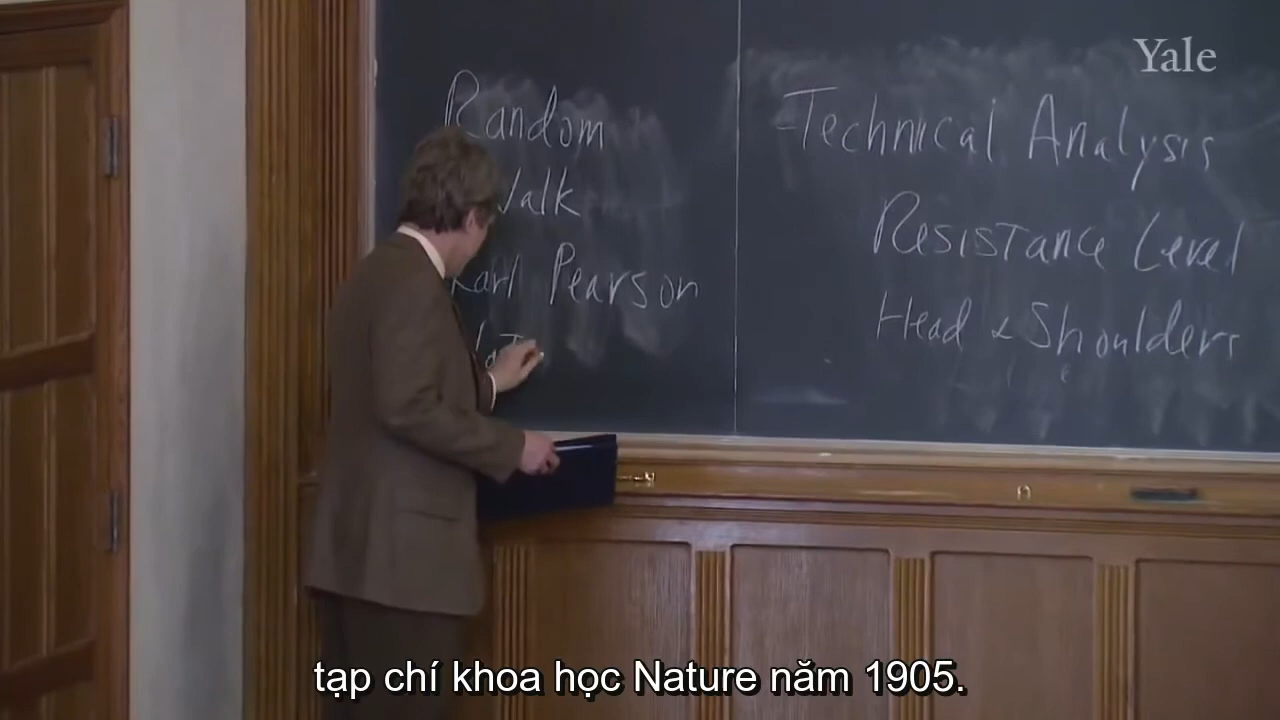 Yale
Random
Walk
Karl Pearson
Technical Analysis
Resistance Level
Head & Shoulders
tạp chí khoa học Nature năm 1905.